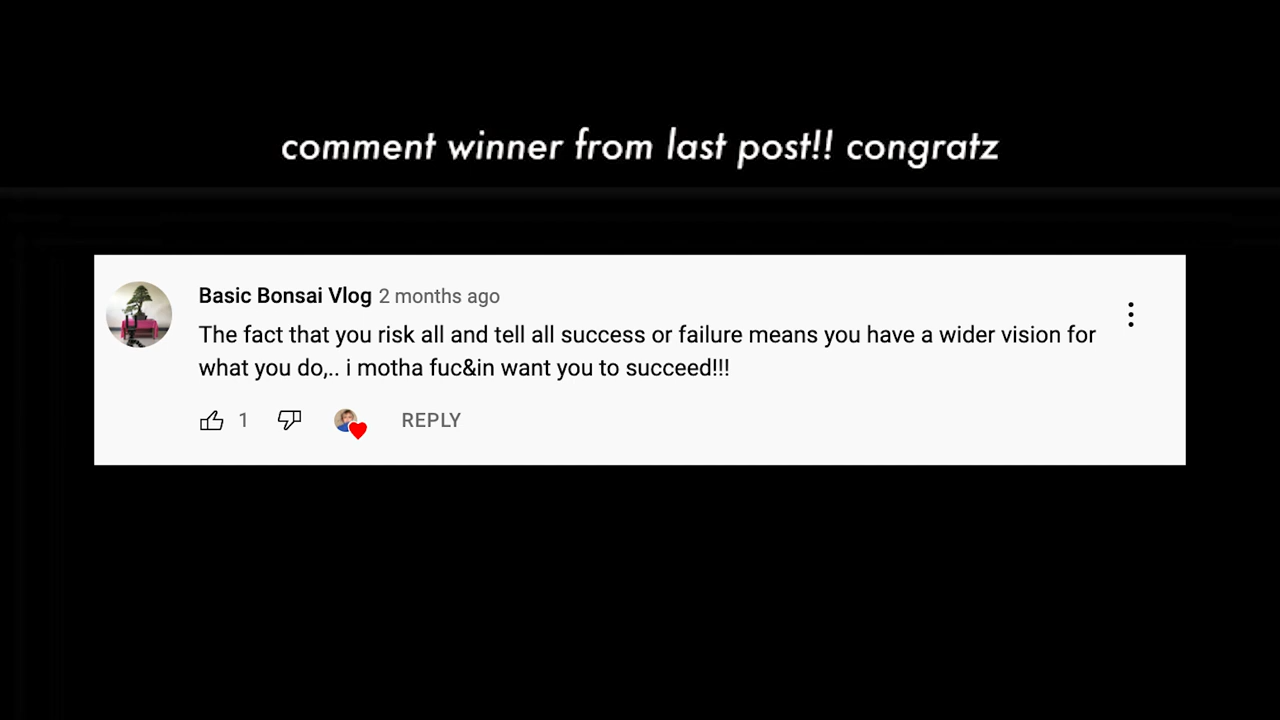 comment winner from last post!! congratz
Basic Bonsai Vlog 2 months ago
The fact that you risk all and tell all success or failure means you have a wider vision for
what you do,.. i motha fuc&in want you to succeed!!!
1 REPLY